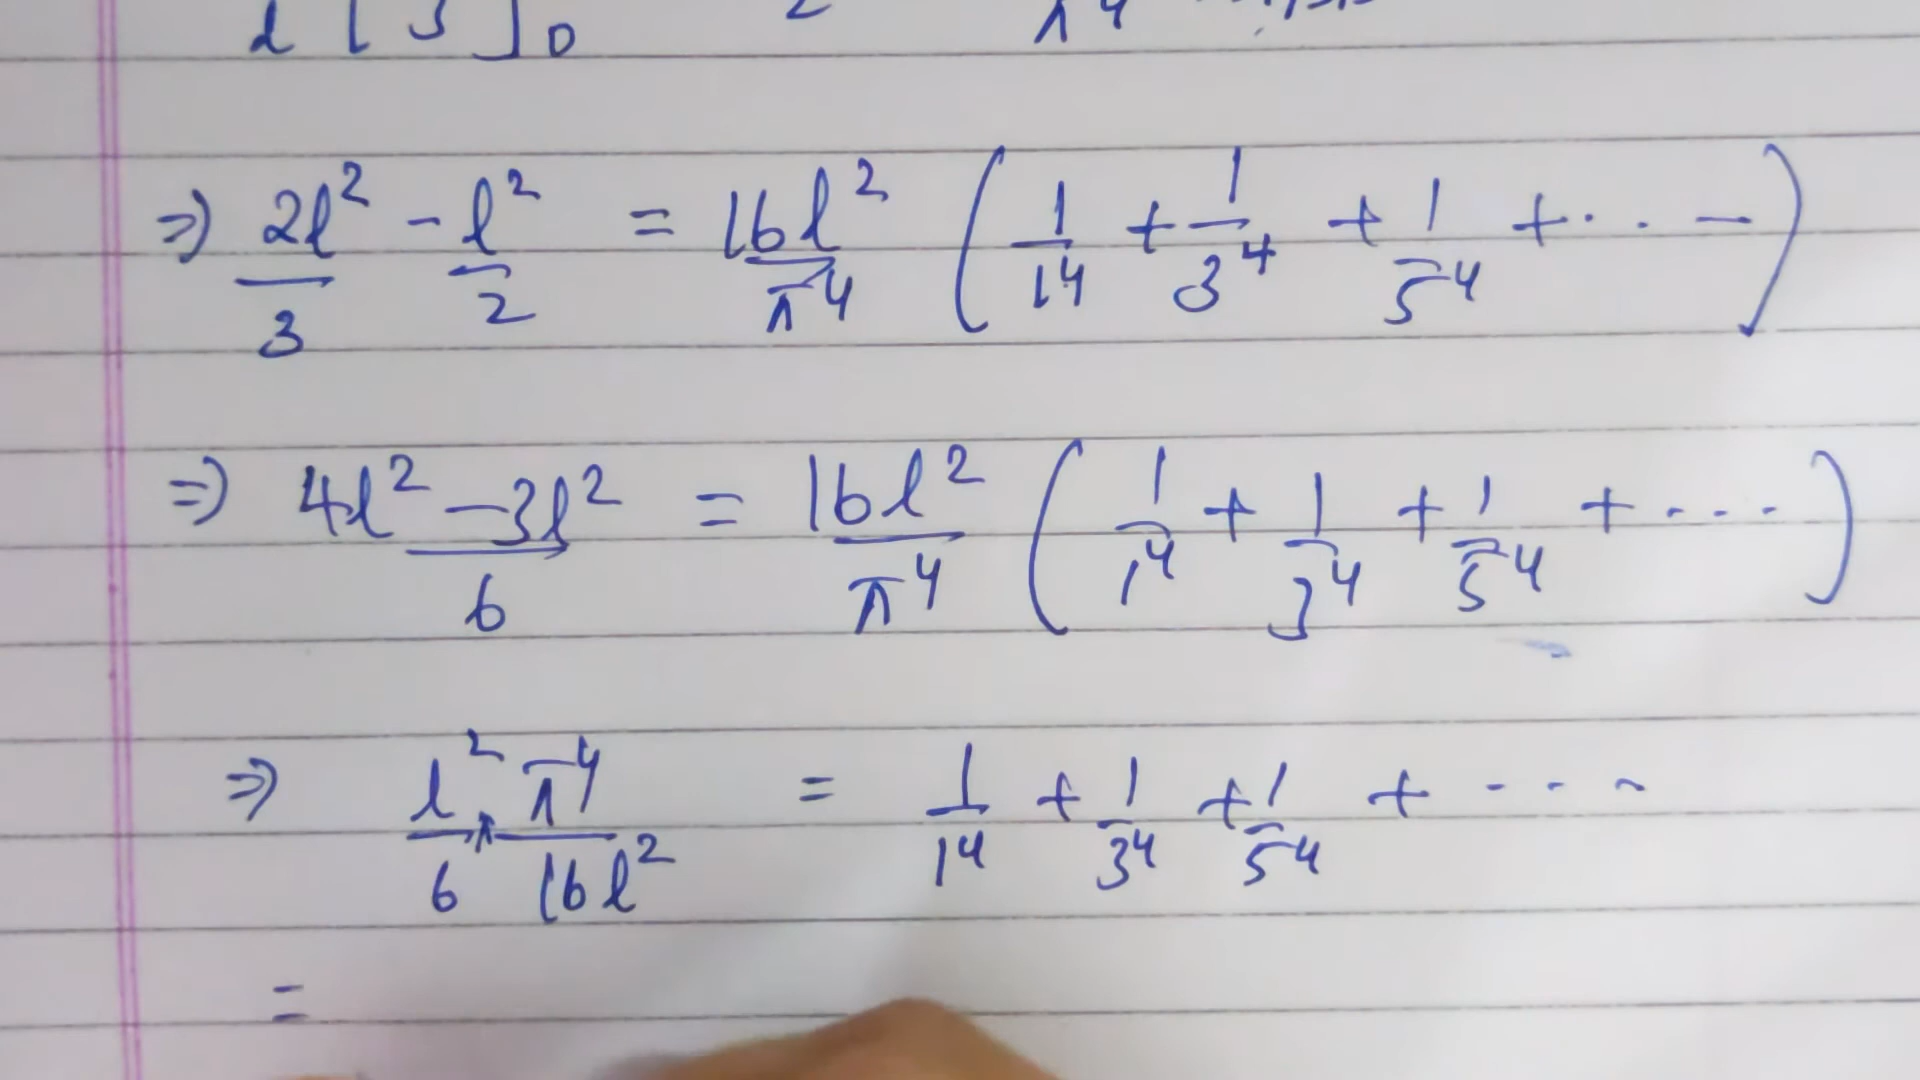 ⇒ 2l²/3 - l²/2 = 16l²/π⁴ ( 1/1⁴ + 1/3⁴ + 1/5⁴ + ... - )
⇒ 4l² - 3l² / 6 = 16l²/π⁴ ( 1/1⁴ + 1/3⁴ + 1/5⁴ + .... )
⇒ l²/6 × π⁴/16l² = 1/1⁴ + 1/3⁴ + 1/5⁴ + ----
=